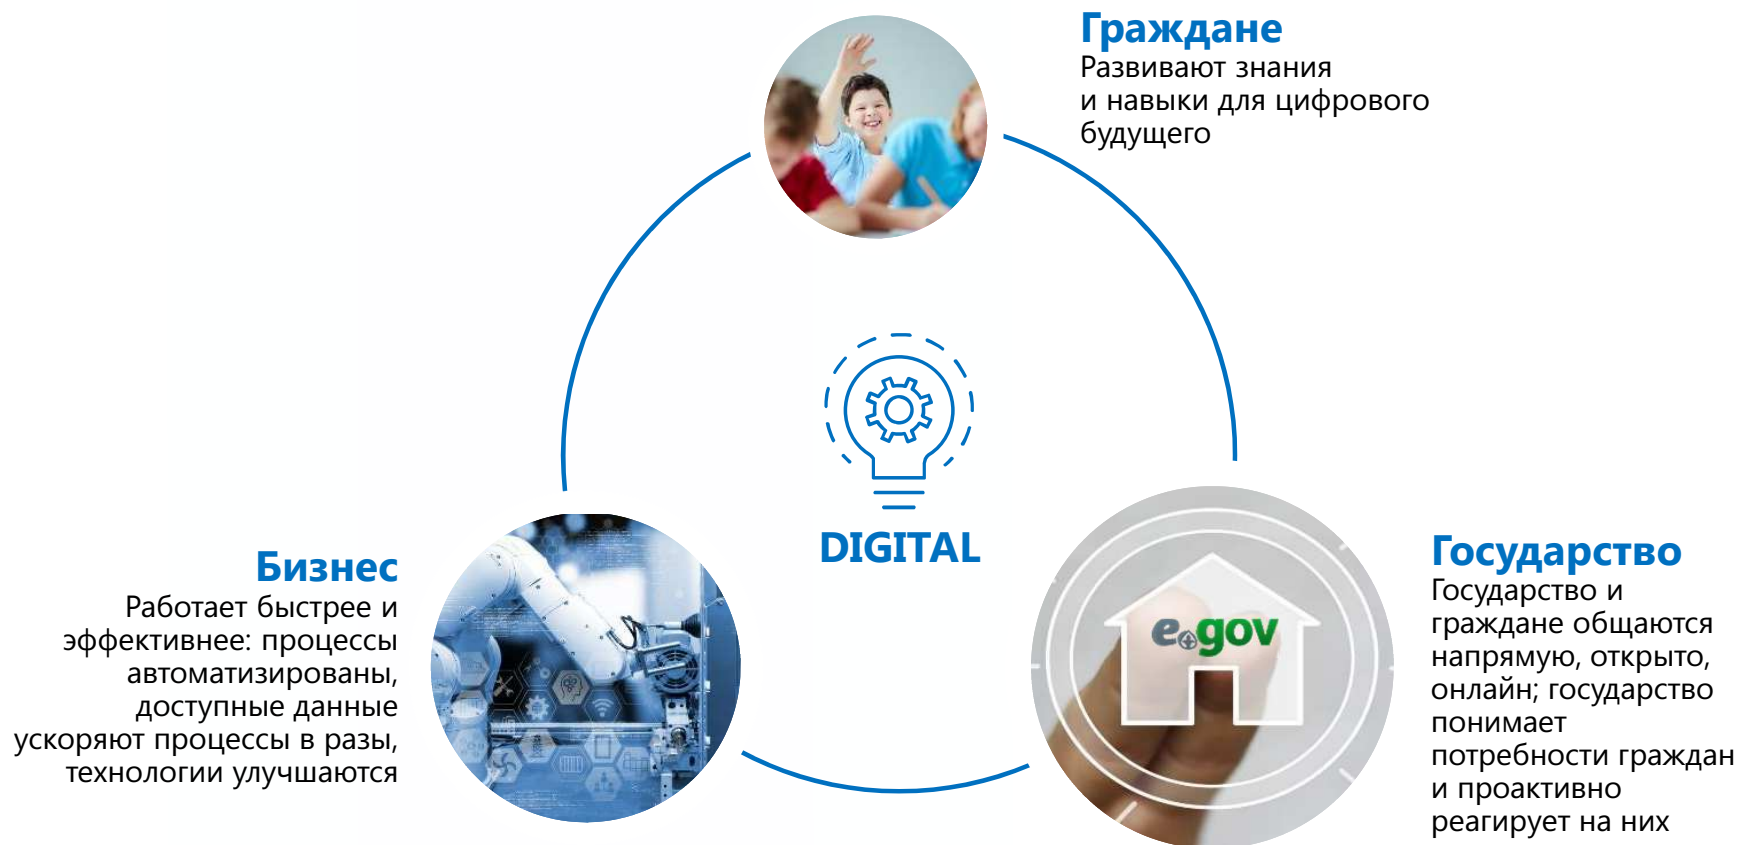 Граждане
Развивают знания
и навыки для цифрового
будущего
DIGITAL
Бизнес
Работает быстрее и
эффективнее: процессы
автоматизированы,
доступные данные
ускоряют процессы в разы,
технологии улучшаются
e gov
Государство
Государство и
граждане общаются
напрямую, открыто,
онлайн; государство
понимает
потребности граждан
и проактивно
реагирует на них